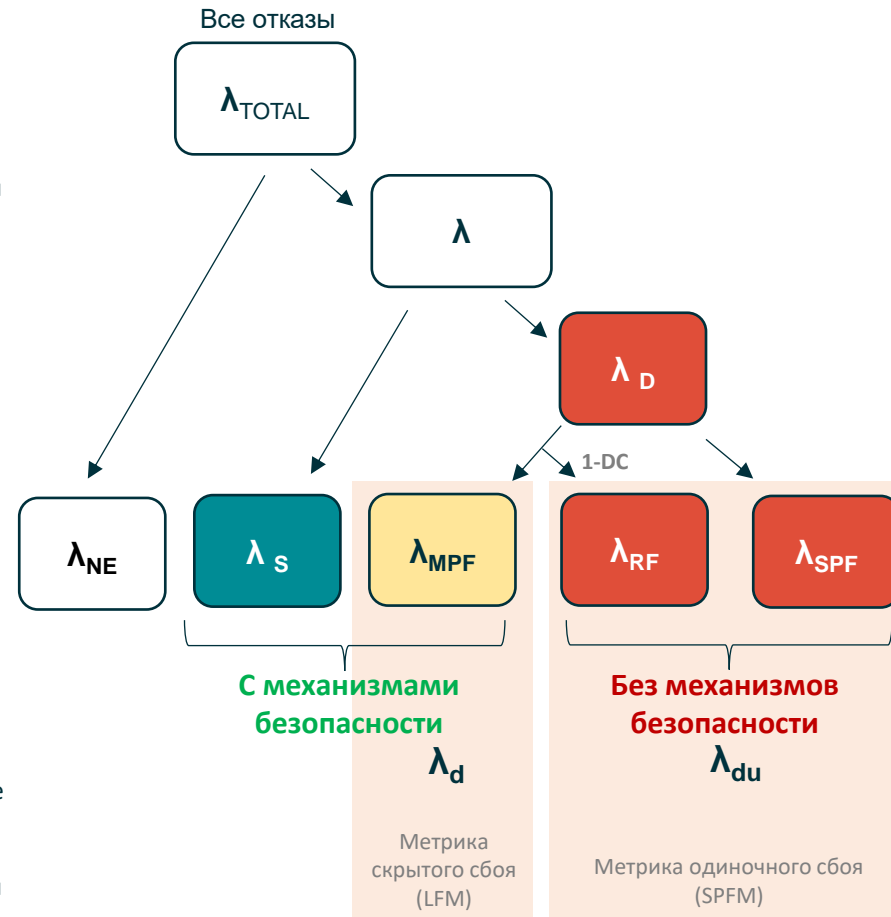 Все отказы
λTOTAL
λ
λ D
1-DC
λNE
λ S
λMPF
λRF
λSPF
С механизмами
безопасности
λd
Без механизмов
безопасности
λdu
Метрика
скрытого сбоя
(LFM)
Метрика одиночного сбоя
(SPFM)